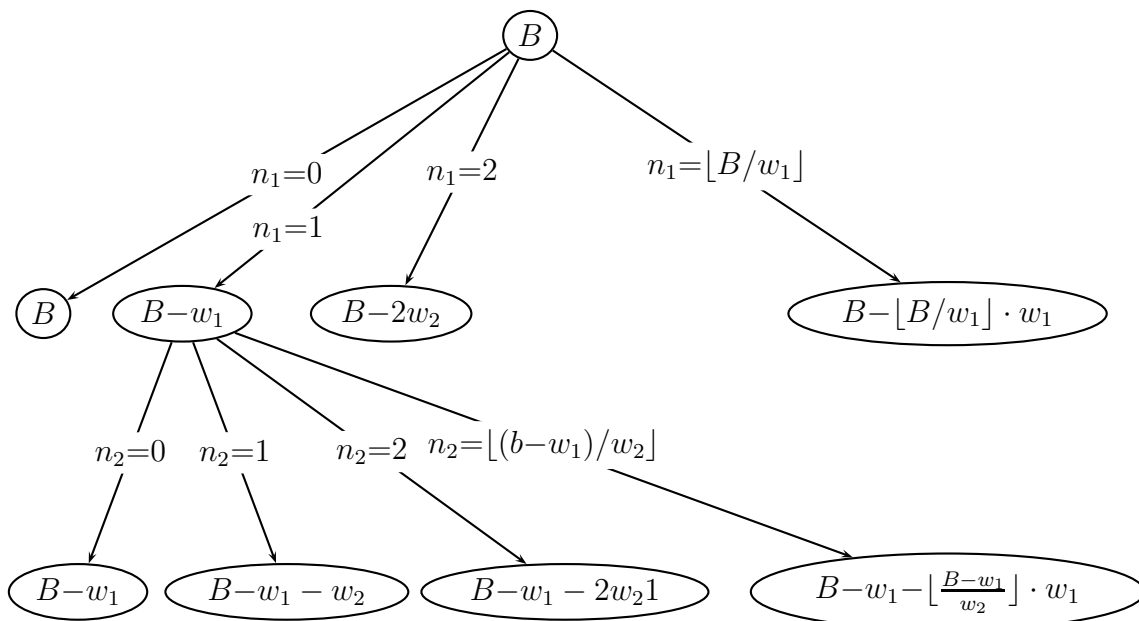 B
n₁=0
n₁=1
n₁=2
n₁=⌊B/w₁⌋
B
B−w₁
B−2w₂
B−⌊B/w₁⌋ · w₁
n₂=0
n₂=1
n₂=2
n₂=⌊(b−w₁)/w₂⌋
B−w₁
B−w₁ − w₂
B−w₁ − 2w₂1
B−w₁−⌊\frac{B−w₁}{w₂}⌋ · w₁